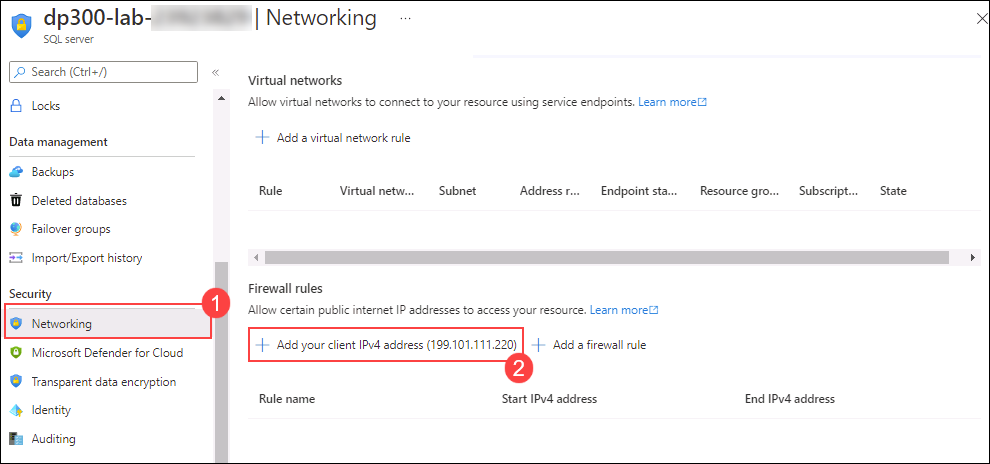 dp300-lab- | Networking ...
SQL server
Search (Ctrl+/)
«
Locks
Data management
Backups
Deleted databases
Failover groups
Import/Export history
Security
1
Networking
Microsoft Defender for Cloud
Transparent data encryption
Identity
Auditing
Virtual networks
Allow virtual networks to connect to your resource using service endpoints. Learn more
+ Add a virtual network rule
Rule Virtual netw... Subnet Address r... Endpoint sta... Resource gro... Subscript... State
Firewall rules
Allow certain public internet IP addresses to access your resource. Learn more
+ Add your client IPv4 address (199.101.111.220) + Add a firewall rule
2
Rule name Start IPv4 address End IPv4 address